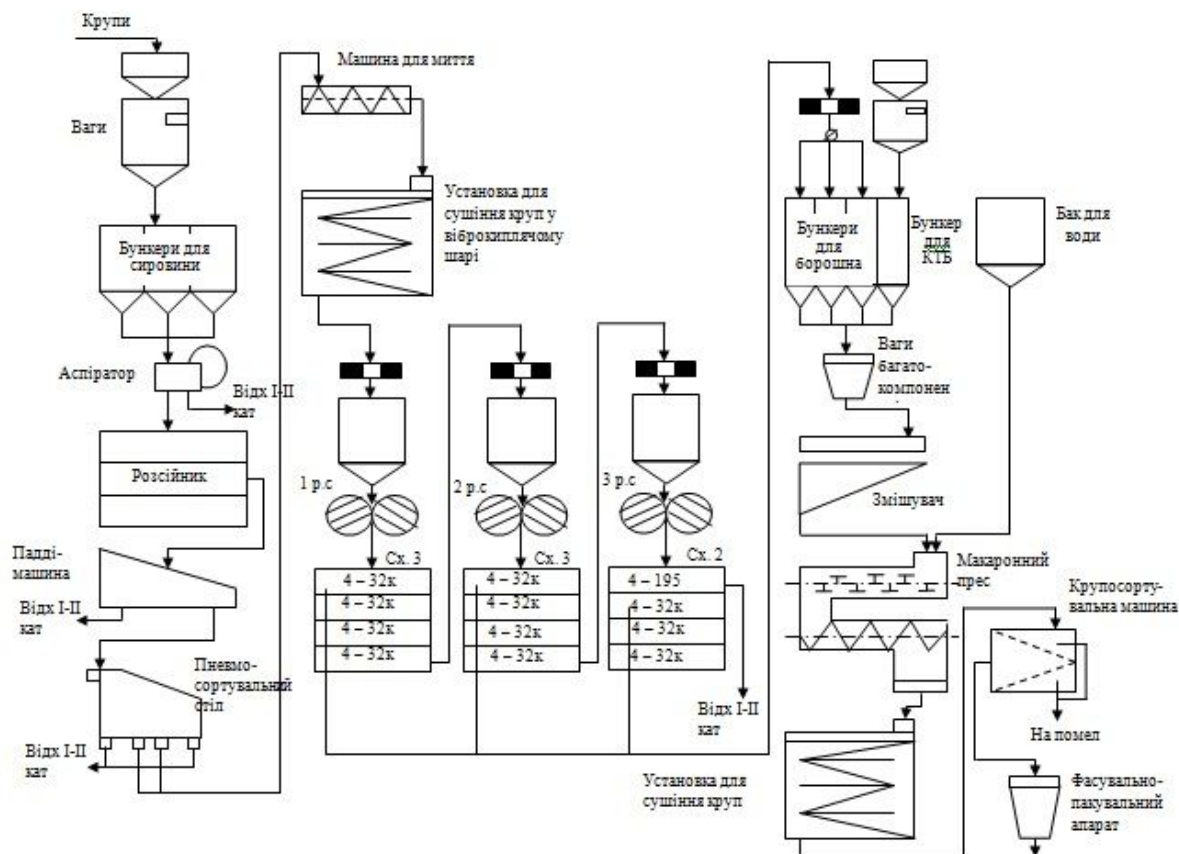 Крупи
Ваги
Бункери для
сировини
Аспіратор
Відх І-ІІ
кат
Розсійник
Падді-
машина
Відх І-ІІ
кат
Пневмо-
сортувальний
стіл
Відх І-ІІ
кат
Машина для миття
Установка для
сушіння круп у
віброкиплячому
шарі
1 р.с
2 р.с
3 р.с
Сх. 3
4 – 32к
4 – 32к
4 – 32к
4 – 32к
Сх. 3
4 – 32к
4 – 32к
4 – 32к
4 – 32к
Сх. 2
4 – 195
4 – 32к
4 – 32к
4 – 32к
Відх І-ІІ
кат
Бункери
для
борошна
Бункер
для
КТБ
Бак для
води
Ваги
багато-
компонен
.
Змішувач
Макаронний
прес
Крупосорту-
вальна машина
На помел
Установка для
сушіння круп
Фасувально-
пакувальний
апарат